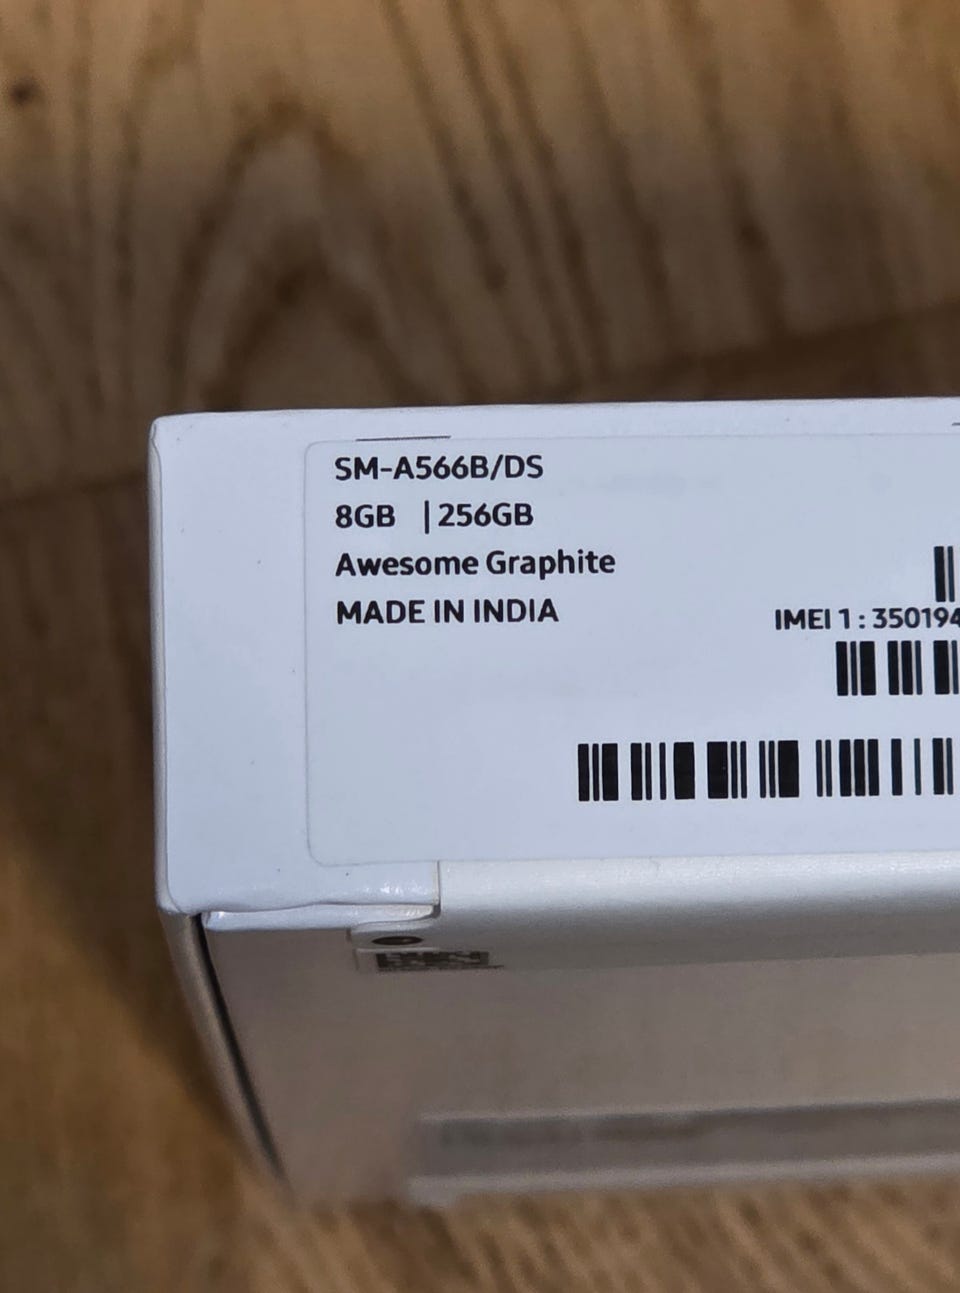 SM-A566B/DS
8GB | 256GB
Awesome Graphite
MADE IN INDIA
IMEI 1 : 350194